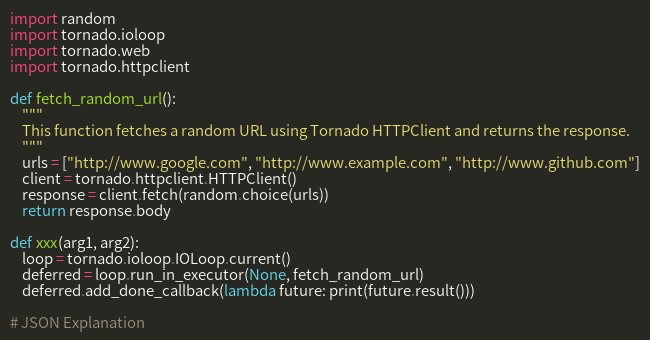 import random
import tornado.ioloop
import tornado.web
import tornado.httpclient

def fetch_random_url():
    """
    This function fetches a random URL using Tornado HTTPClient and returns the response.
    """
    urls = ["http://www.google.com", "http://www.example.com", "http://www.github.com"]
    client = tornado.httpclient.HTTPClient()
    response = client.fetch(random.choice(urls))
    return response.body

def xxx(arg1, arg2):
    loop = tornado.ioloop.IOLoop.current()
    deferred = loop.run_in_executor(None, fetch_random_url)
    deferred.add_done_callback(lambda future: print(future.result()))

# JSON Explanation